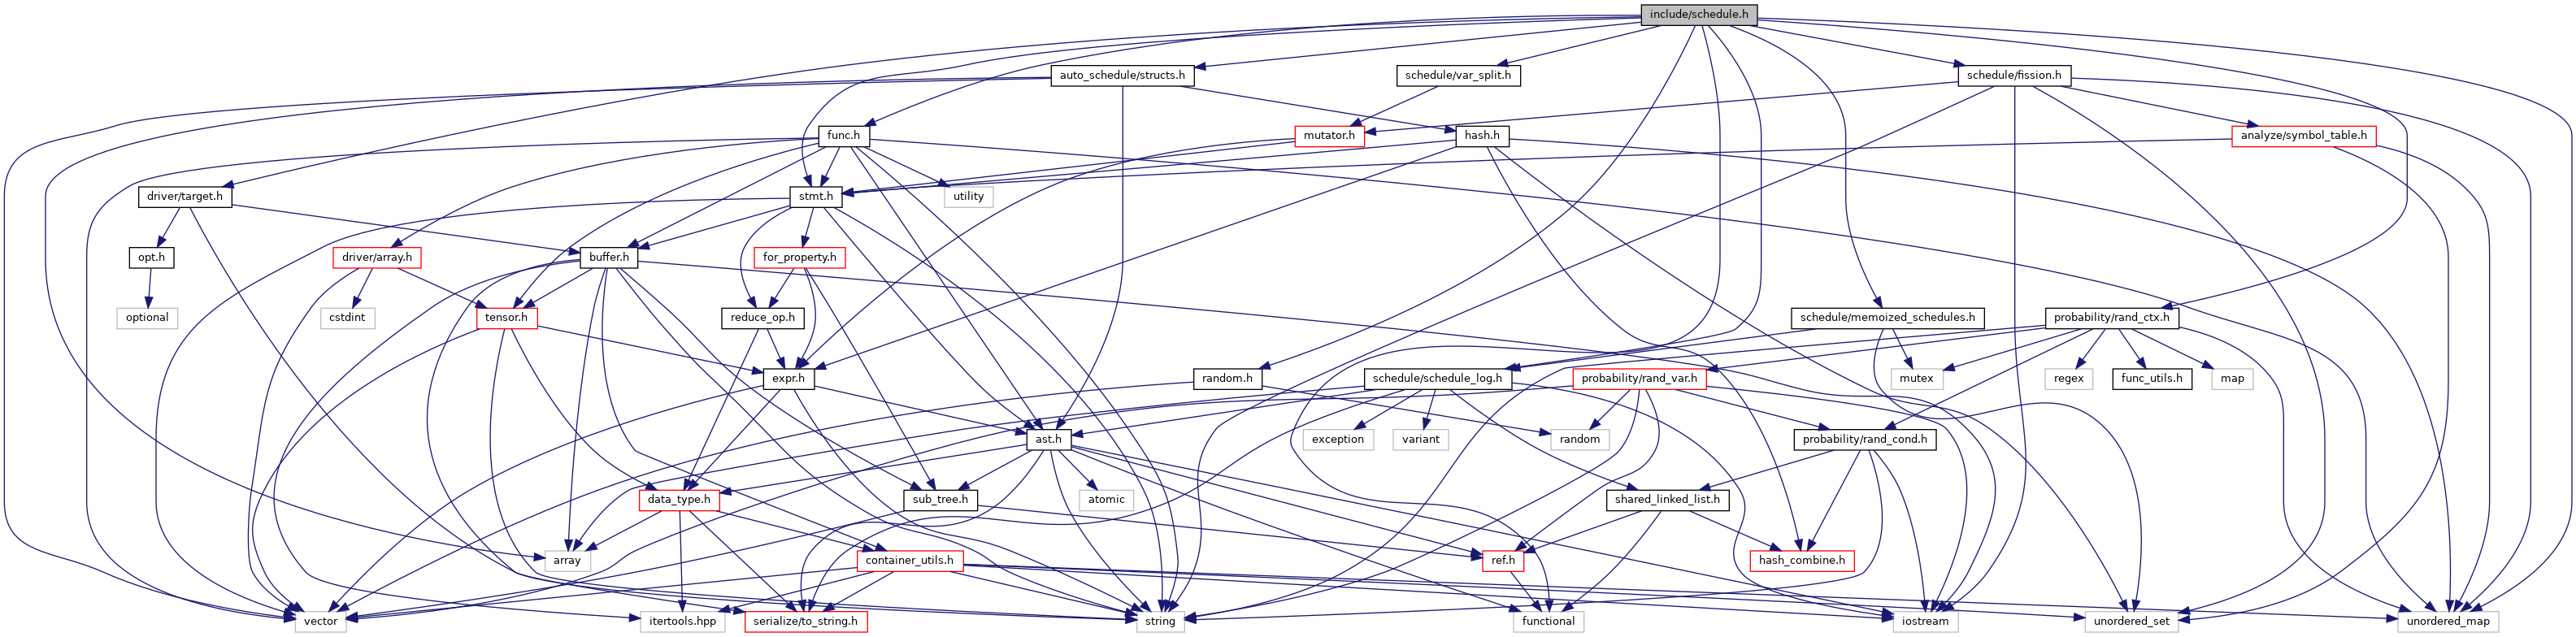 include/schedule.h
auto_schedule/structs.h
schedule/var_split.h
schedule/fission.h
func.h
mutator.h
hash.h
analyze/symbol_table.h
driver/target.h
stmt.h
utility
opt.h
driver/array.h
buffer.h
for_property.h
optional
cstdint
tensor.h
reduce_op.h
schedule/memoized_schedules.h
probability/rand_ctx.h
expr.h
random.h
schedule/schedule_log.h
probability/rand_var.h
mutex
regex
func_utils.h
map
ast.h
exception
variant
random
probability/rand_cond.h
data_type.h
sub_tree.h
atomic
shared_linked_list.h
array
container_utils.h
ref.h
hash_combine.h
vector
itertools.hpp
serialize/to_string.h
string
functional
iostream
unordered_set
unordered_map